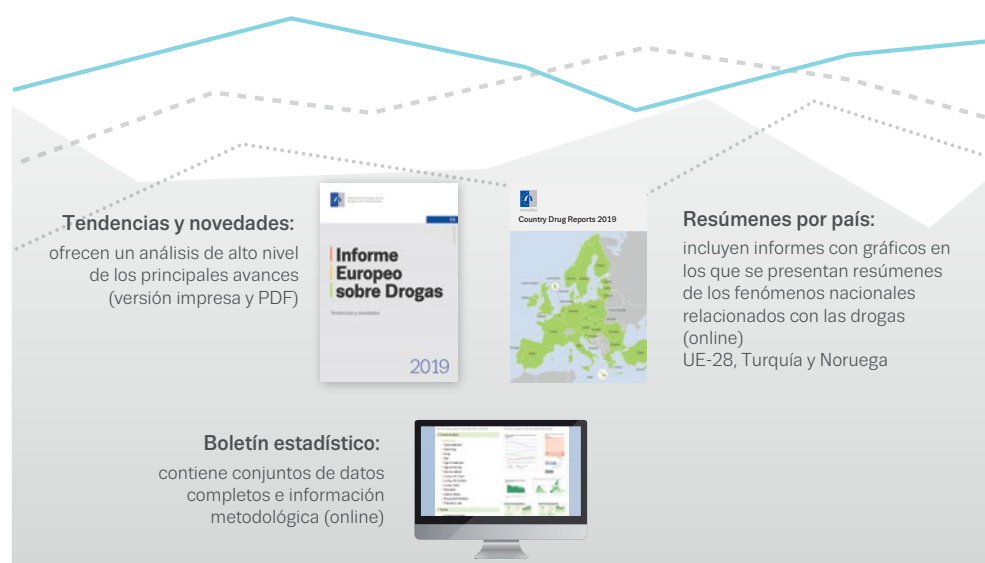 Tendencias y novedades:
ofrecen un análisis de alto nivel
de los principales avances
(versión impresa y PDF)
Informe
Europeo
sobre Drogas
Tendencias y novedades
2019
Country Drug Reports 2019
Resúmenes por país:
incluyen informes con gráficos en
los que se presentan resúmenes
de los fenómenos nacionales
relacionados con las drogas
(online)
UE-28, Turquía y Noruega
Boletín estadístico:
contiene conjuntos de datos
completos e información
metodológica (online)